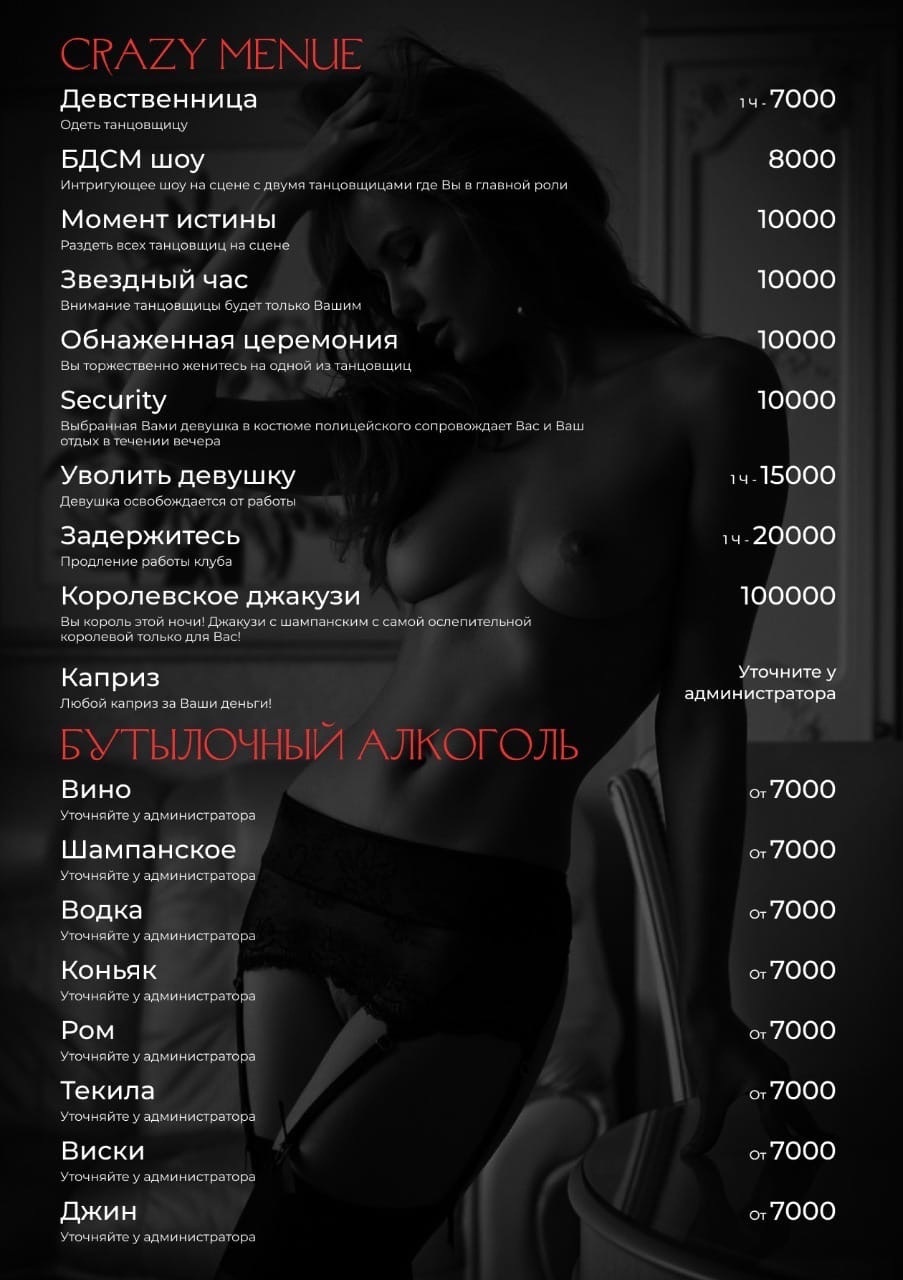 CRAZY MENUE
Девственница 1 Ч - 7000
Одеть танцовщицу
БДСМ шоу 8000
Интригующее шоу на сцене с двумя танцовщицами где Вы в главной роли
Момент истины 10000
Раздеть всех танцовщиц на сцене
Звездный час 10000
Внимание танцовщицы будет только Вашим
Обнаженная церемония 10000
Вы торжественно женитесь на одной из танцовщиц
Security 10000
Выбранная Вами девушка в костюме полицейского сопровождает Вас и Ваш
отдых в течении вечера
Уволить девушку 1 Ч - 15000
Девушка освобождается от работы
Задержитесь 1 Ч - 20000
Продление работы клуба
Королевское джакузи 100000
Вы король этой ночи! Джакузи с шампанским с самой ослепительной
королевой только для Вас!
Каприз Уточните у
администратора
Любой каприз за Ваши деньги!
БУТЫЛОЧНЫЙ АЛКОГОЛЬ
Вино От 7000
Уточняйте у администратора
Шампанское От 7000
Уточняйте у администратора
Водка От 7000
Уточняйте у администратора
Коньяк От 7000
Уточняйте у администратора
Ром От 7000
Уточняйте у администратора
Текила От 7000
Уточняйте у администратора
Виски От 7000
Уточняйте у администратора
Джин От 7000
Уточняйте у администратора